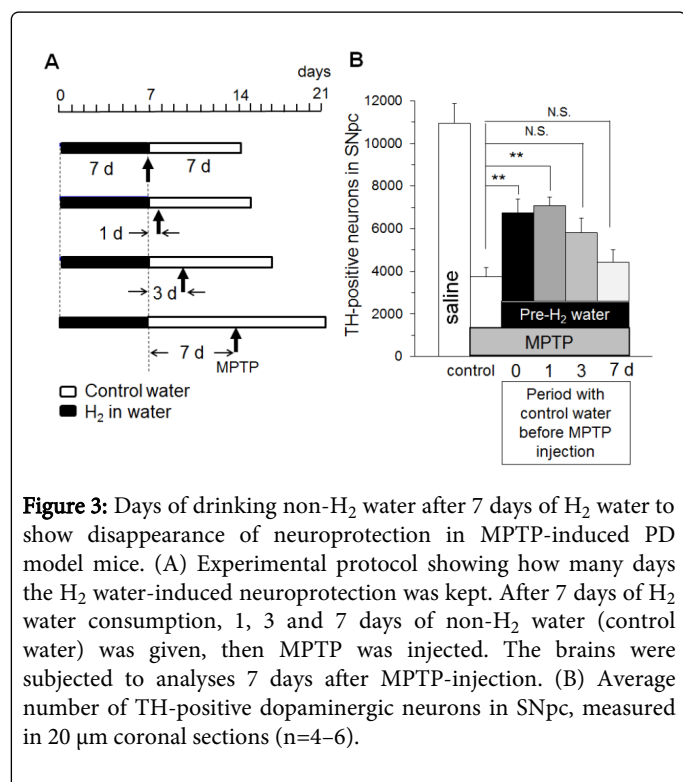 A
days
0 7 14 21
7 d 7 d
1 d
3 d
7 d
MPTP
Control water
H₂ in water
B
TH-positive neurons in SNpc
12000
10000
8000
6000
4000
2000
0
N.S.
N.S.
**
**
saline
Pre-H₂ water
MPTP
control 0 1 3 7 d
Period with
control water
before MPTP
injection
Figure 3: Days of drinking non-H₂ water after 7 days of H₂ water to
show disappearance of neuroprotection in MPTP-induced PD
model mice. (A) Experimental protocol showing how many days
the H₂ water-induced neuroprotection was kept. After 7 days of H₂
water consumption, 1, 3 and 7 days of non-H₂ water (control
water) was given, then MPTP was injected. The brains were
subjected to analyses 7 days after MPTP-injection. (B) Average
number of TH-positive dopaminergic neurons in SNpc, measured
in 20 μm coronal sections (n=4–6).